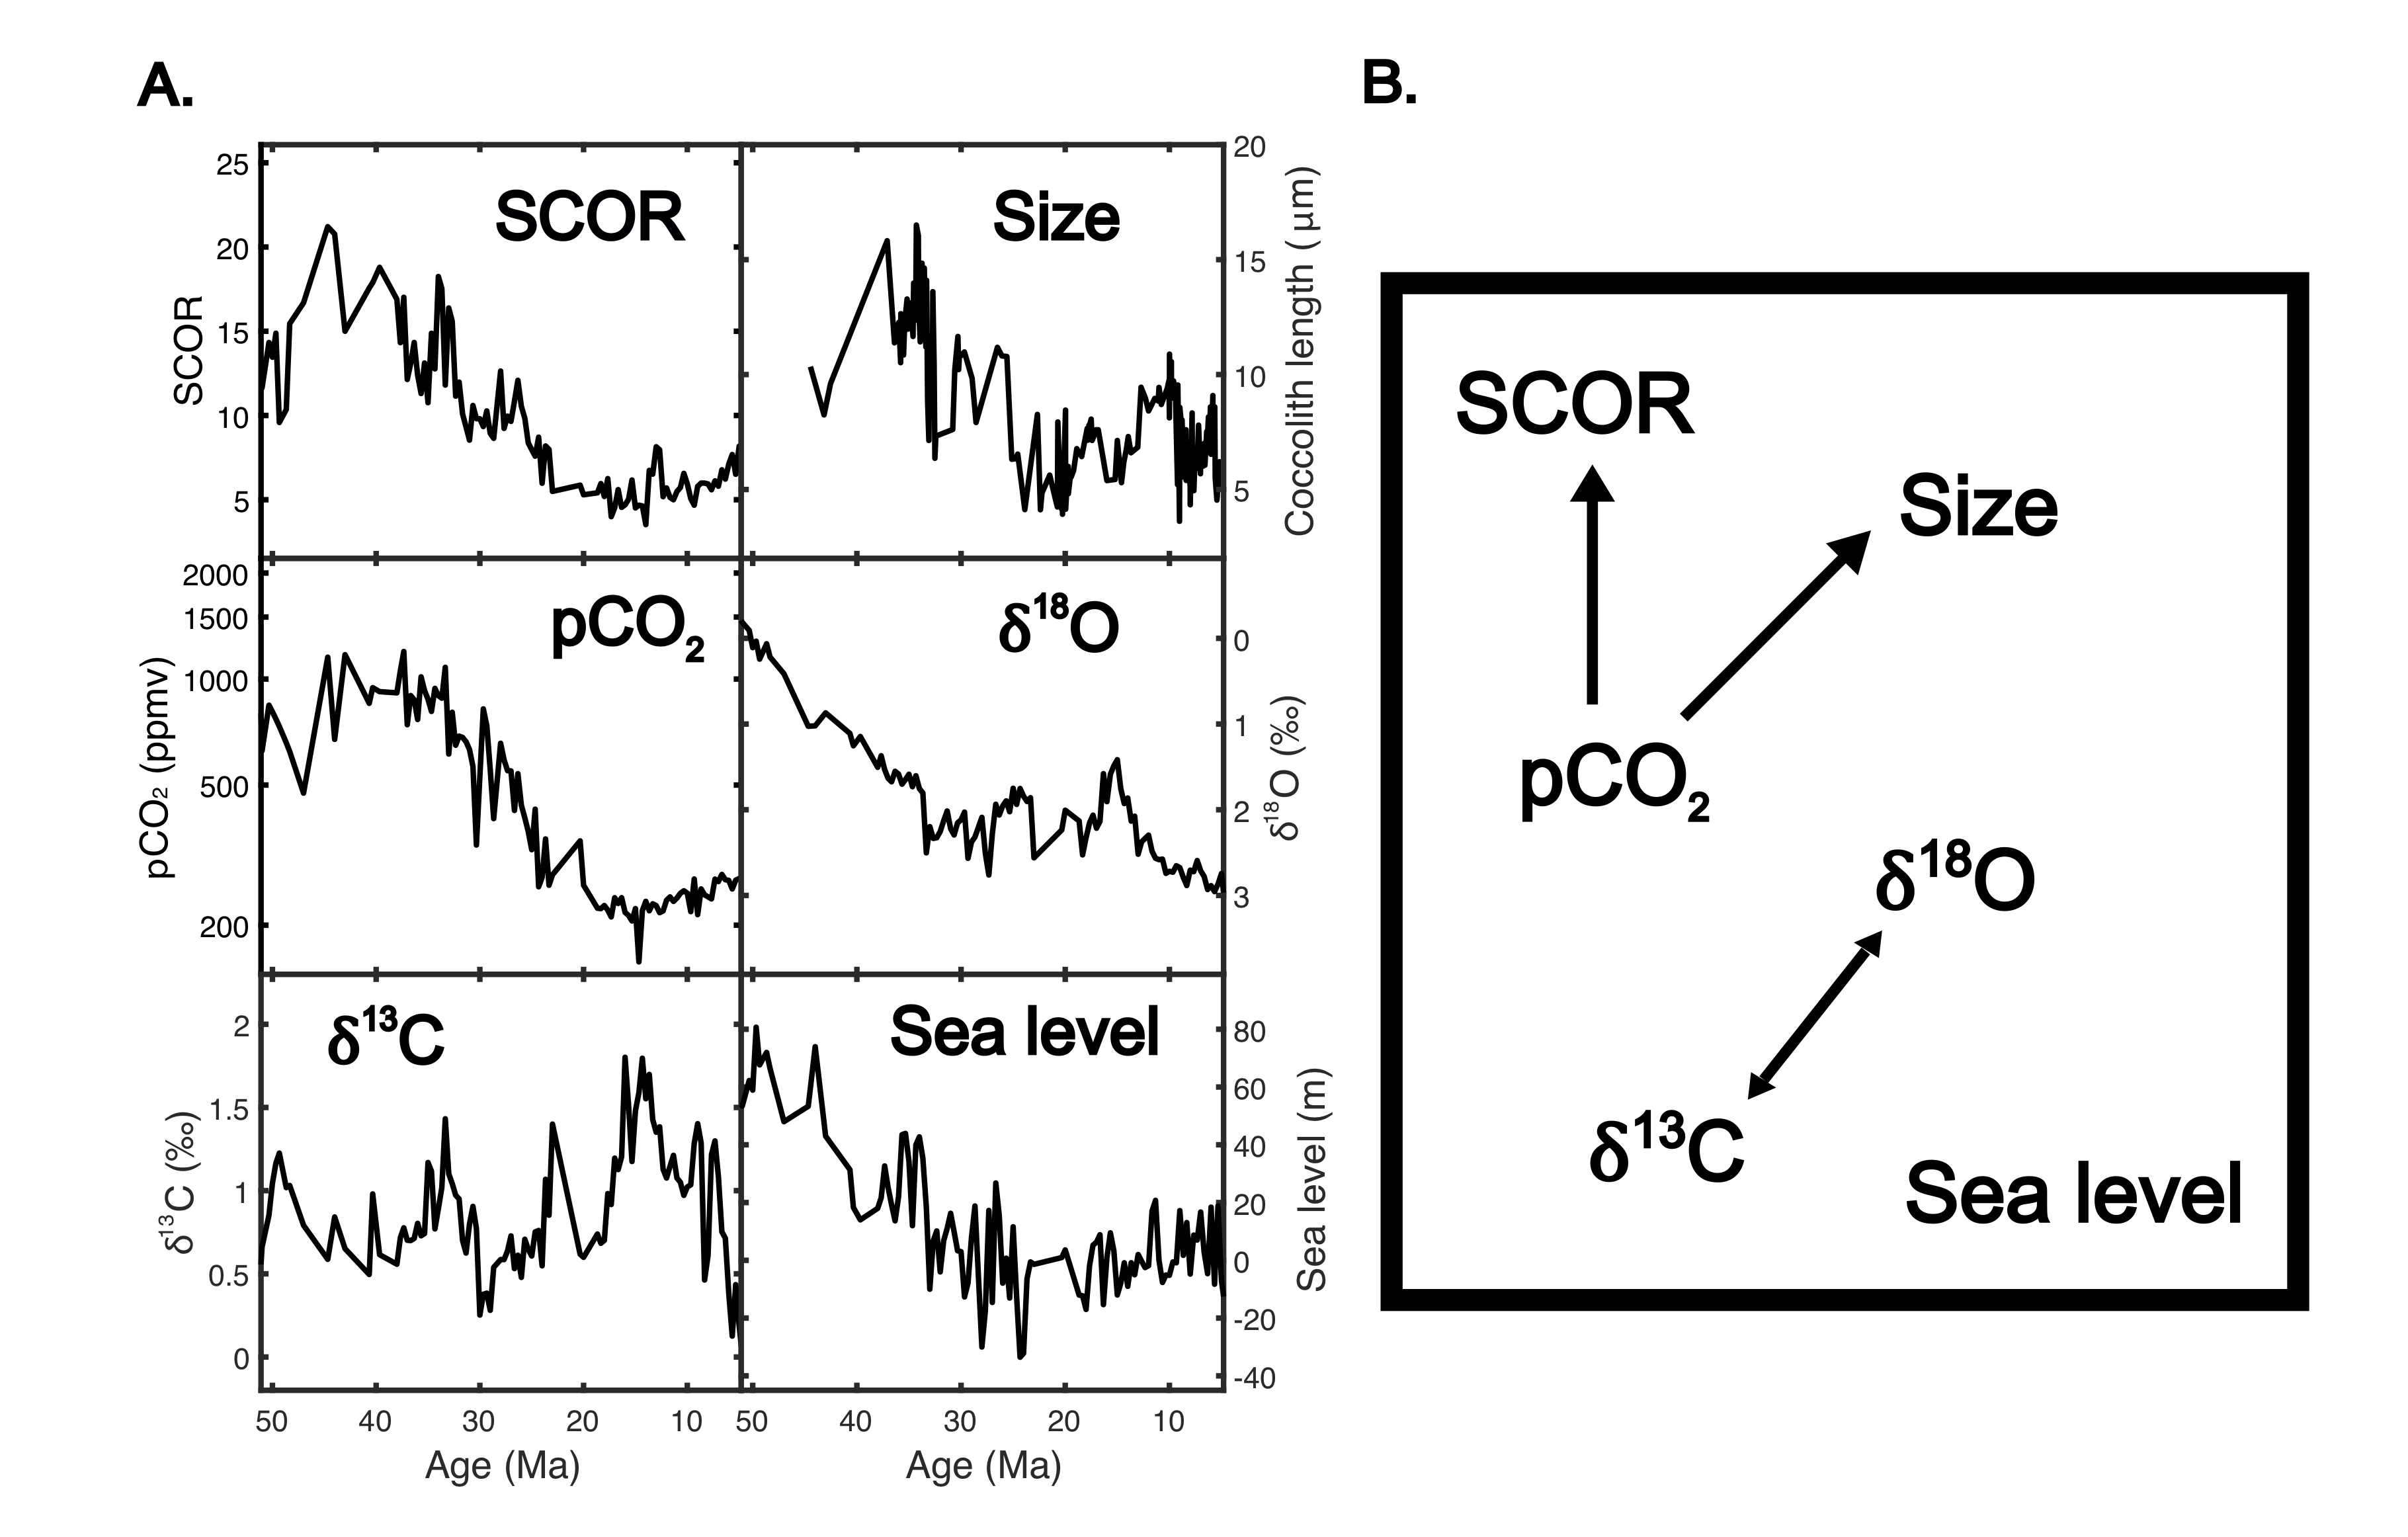 A.
B.
SCOR
25
20
15
10
5
SCOR
Size
20
15
10
5
Coccolith length (µm)
pCO₂ (ppmv)
2000
1500
1000
500
200
pCO₂
δ¹⁸O
0
1
2
3
δ¹⁸O (‰)
δ¹³C (‰)
2
1.5
1
0.5
0
δ¹³C
Sea level
80
60
40
20
0
-20
-40
Sea level (m)
50 40 30 20 10
Age (Ma)
50 40 30 20 10
Age (Ma)
SCOR
Size
pCO₂
δ¹⁸O
δ¹³C
Sea level